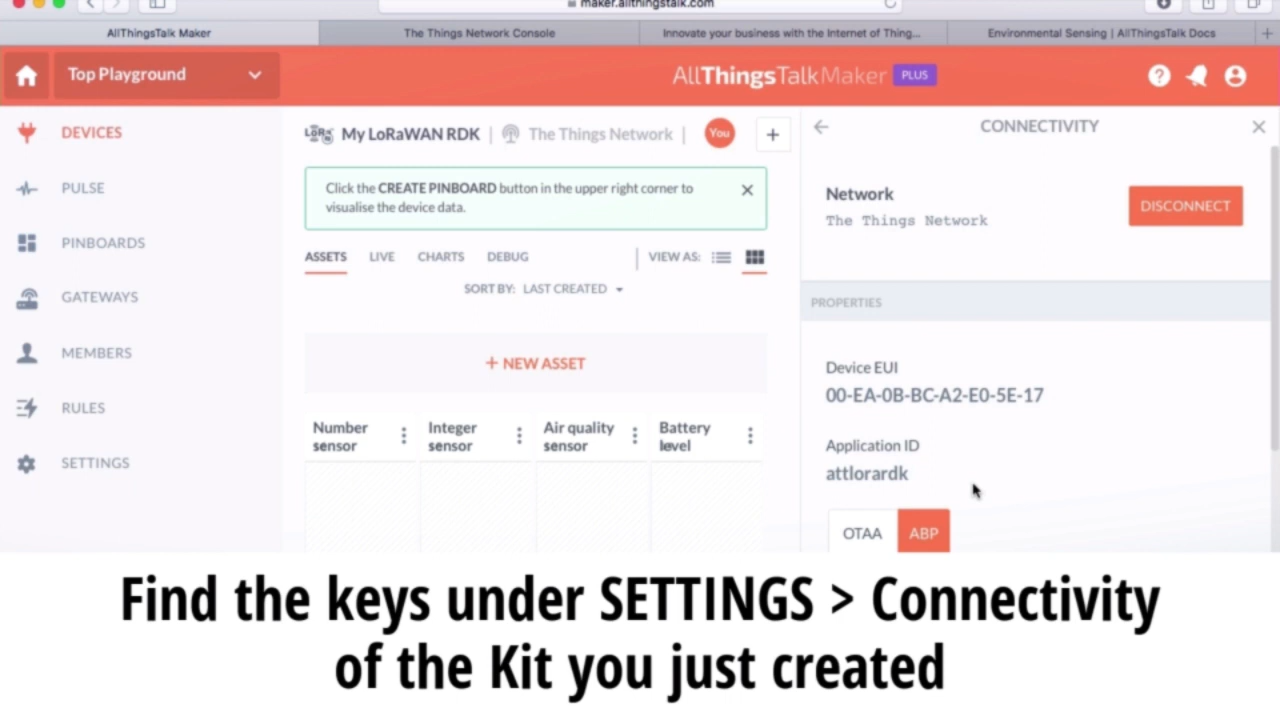 maker.allthingstalk.com
AllThingsTalk Maker
The Things Network Console
Innovate your business with the Internet of Thing...
Environmental Sensing | AllThingsTalk Docs
Top Playground
AllThingsTalk Maker PLUS
DEVICES
PULSE
PINBOARDS
GATEWAYS
MEMBERS
RULES
SETTINGS
LoRa My LoRaWAN RDK | The Things Network | You +
Click the CREATE PINBOARD button in the upper right corner to
visualise the device data.
ASSETS LIVE CHARTS DEBUG VIEW AS:
SORT BY: LAST CREATED
+ NEW ASSET
Number
sensor
Integer
sensor
Air quality
sensor
Battery
level
CONNECTIVITY
Network
The Things Network
DISCONNECT
PROPERTIES
Device EUI
00-EA-0B-BC-A2-E0-5E-17
Application ID
attlorardk
OTAA ABP
Find the keys under SETTINGS > Connectivity
of the Kit you just created